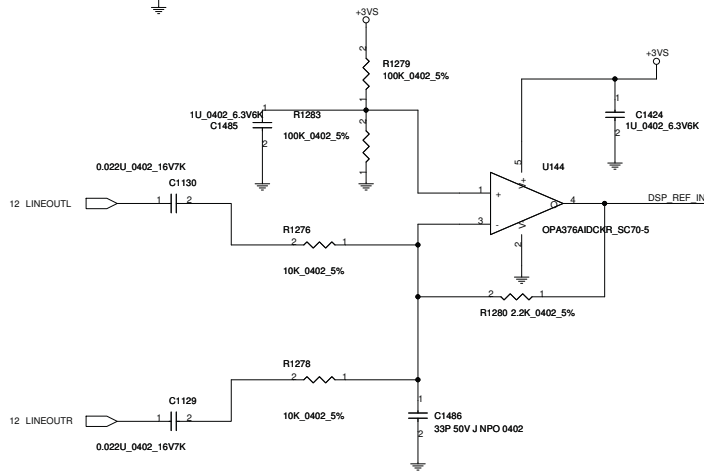 +3VS
2
R1279
100K_0402_5%
1
+3VS
1U_0402_6.3V6K
C1485
1
2
R1283
100K_0402_5%
2
1
1
C1424
1U_0402_6.3V6K
2
0.022U_0402_16V7K
C1130
12 LINEOUTL
1 2
U144
5
V+
1
+
3
-
4
O
V-
2
OPA376AIDCKR_SC70-5
DSP_REF_IN
R1276
2 1
10K_0402_5%
2 1
R1280 2.2K_0402_5%
R1278
2 1
10K_0402_5%
C1129
12 LINEOUTR
1 2
0.022U_0402_16V7K
1
C1486
33P 50V J NPO 0402
2